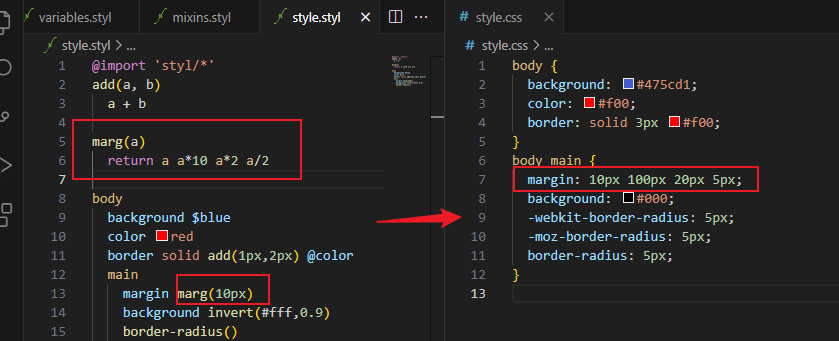 variables.styl
mixins.styl
style.styl
style.styl > ...
1 @import 'styl/*'
2 add(a, b)
3 a + b
4
5 marg(a)
6 return a a*10 a*2 a/2
7
8 body
9 background $blue
10 color red
11 border solid add(1px,2px) @color
12 main
13 margin marg(10px)
14 background invert(#fff,0.9)
15 border-radius()
style.css
style.css > ...
1 body {
2 background: #475cd1;
3 color: #f00;
4 border: solid 3px #f00;
5 }
6 body main {
7 margin: 10px 100px 20px 5px;
8 background: #000;
9 -webkit-border-radius: 5px;
10 -moz-border-radius: 5px;
11 border-radius: 5px;
12 }
13